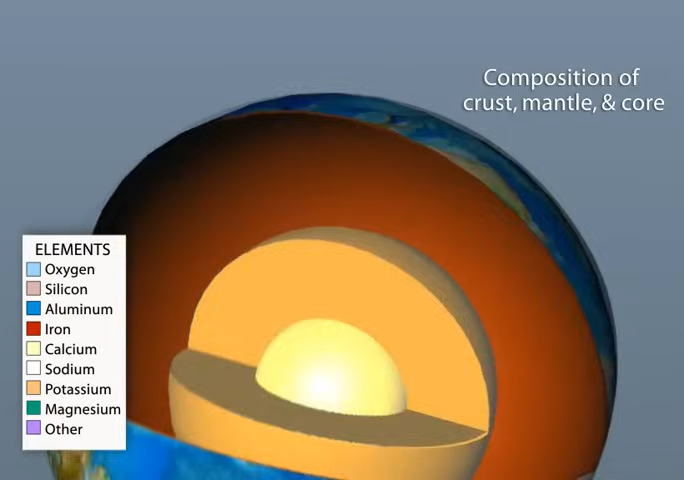 Composition of
crust, mantle, & core
ELEMENTS
Oxygen
Silicon
Aluminum
Iron
Calcium
Sodium
Potassium
Magnesium
Other